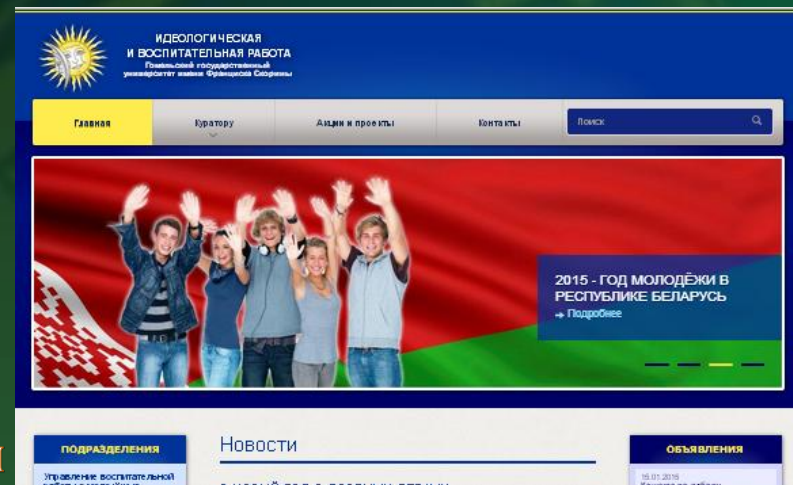 ИДЕОЛОГИЧЕСКАЯ
И ВОСПИТАТЕЛЬНАЯ РАБОТА
Гомельский государственный
университет имени Франциска Скорины
Главная Куратору Акции и проекты Контакты Поиск
2015 - ГОД МОЛОДЁЖИ В
РЕСПУБЛИКЕ БЕЛАРУСЬ
→ Подробнее
ПОДРАЗДЕЛЕНИЯ
Управление воспитательной
Новости
ОБЪЯВЛЕНИЯ
15.01.2015